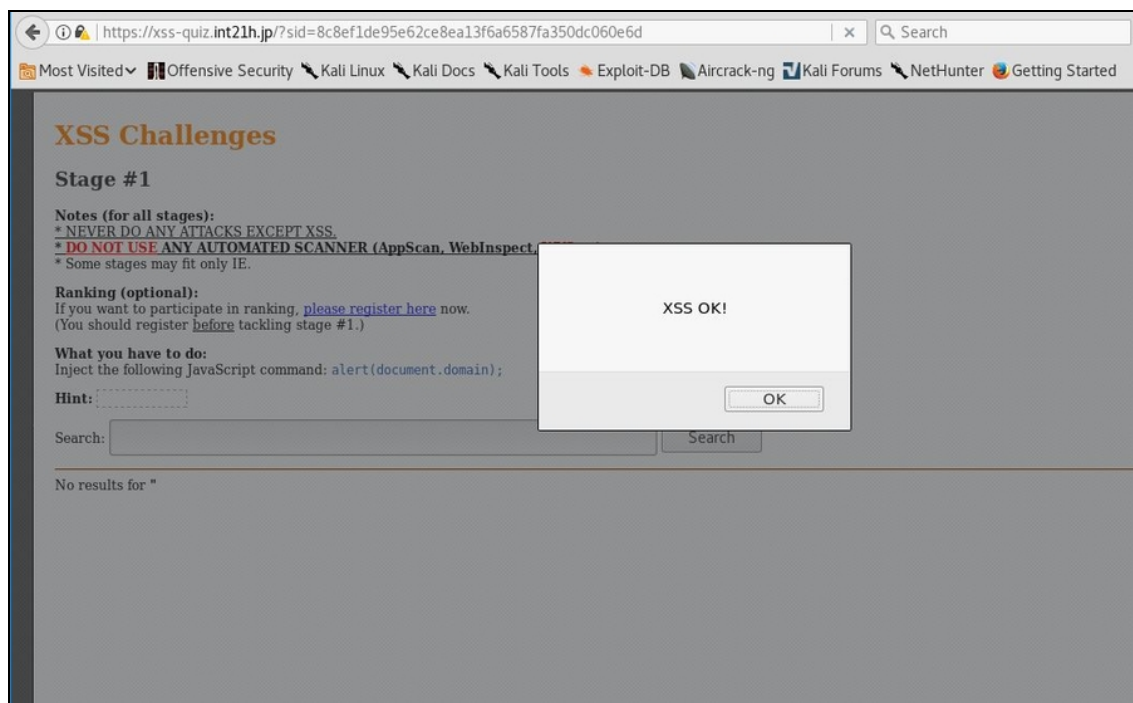 https://xss-quiz.int21h.jp/?sid=8c8ef1de95e62ce8ea13f6a6587fa350dc060e6d
Search
Most Visited Offensive Security Kali Linux Kali Docs Kali Tools Exploit-DB Aircrack-ng Kali Forums NetHunter Getting Started
XSS Challenges
Stage #1
Notes (for all stages):
* NEVER DO ANY ATTACKS EXCEPT XSS.
* DO NOT USE ANY AUTOMATED SCANNER (AppScan, WebInspect,
* Some stages may fit only IE.
Ranking (optional):
If you want to participate in ranking, please register here now.
(You should register before tackling stage #1.)
What you have to do:
Inject the following JavaScript command: alert(document.domain);
Hint:
XSS OK!
OK
Search: Search
No results for "